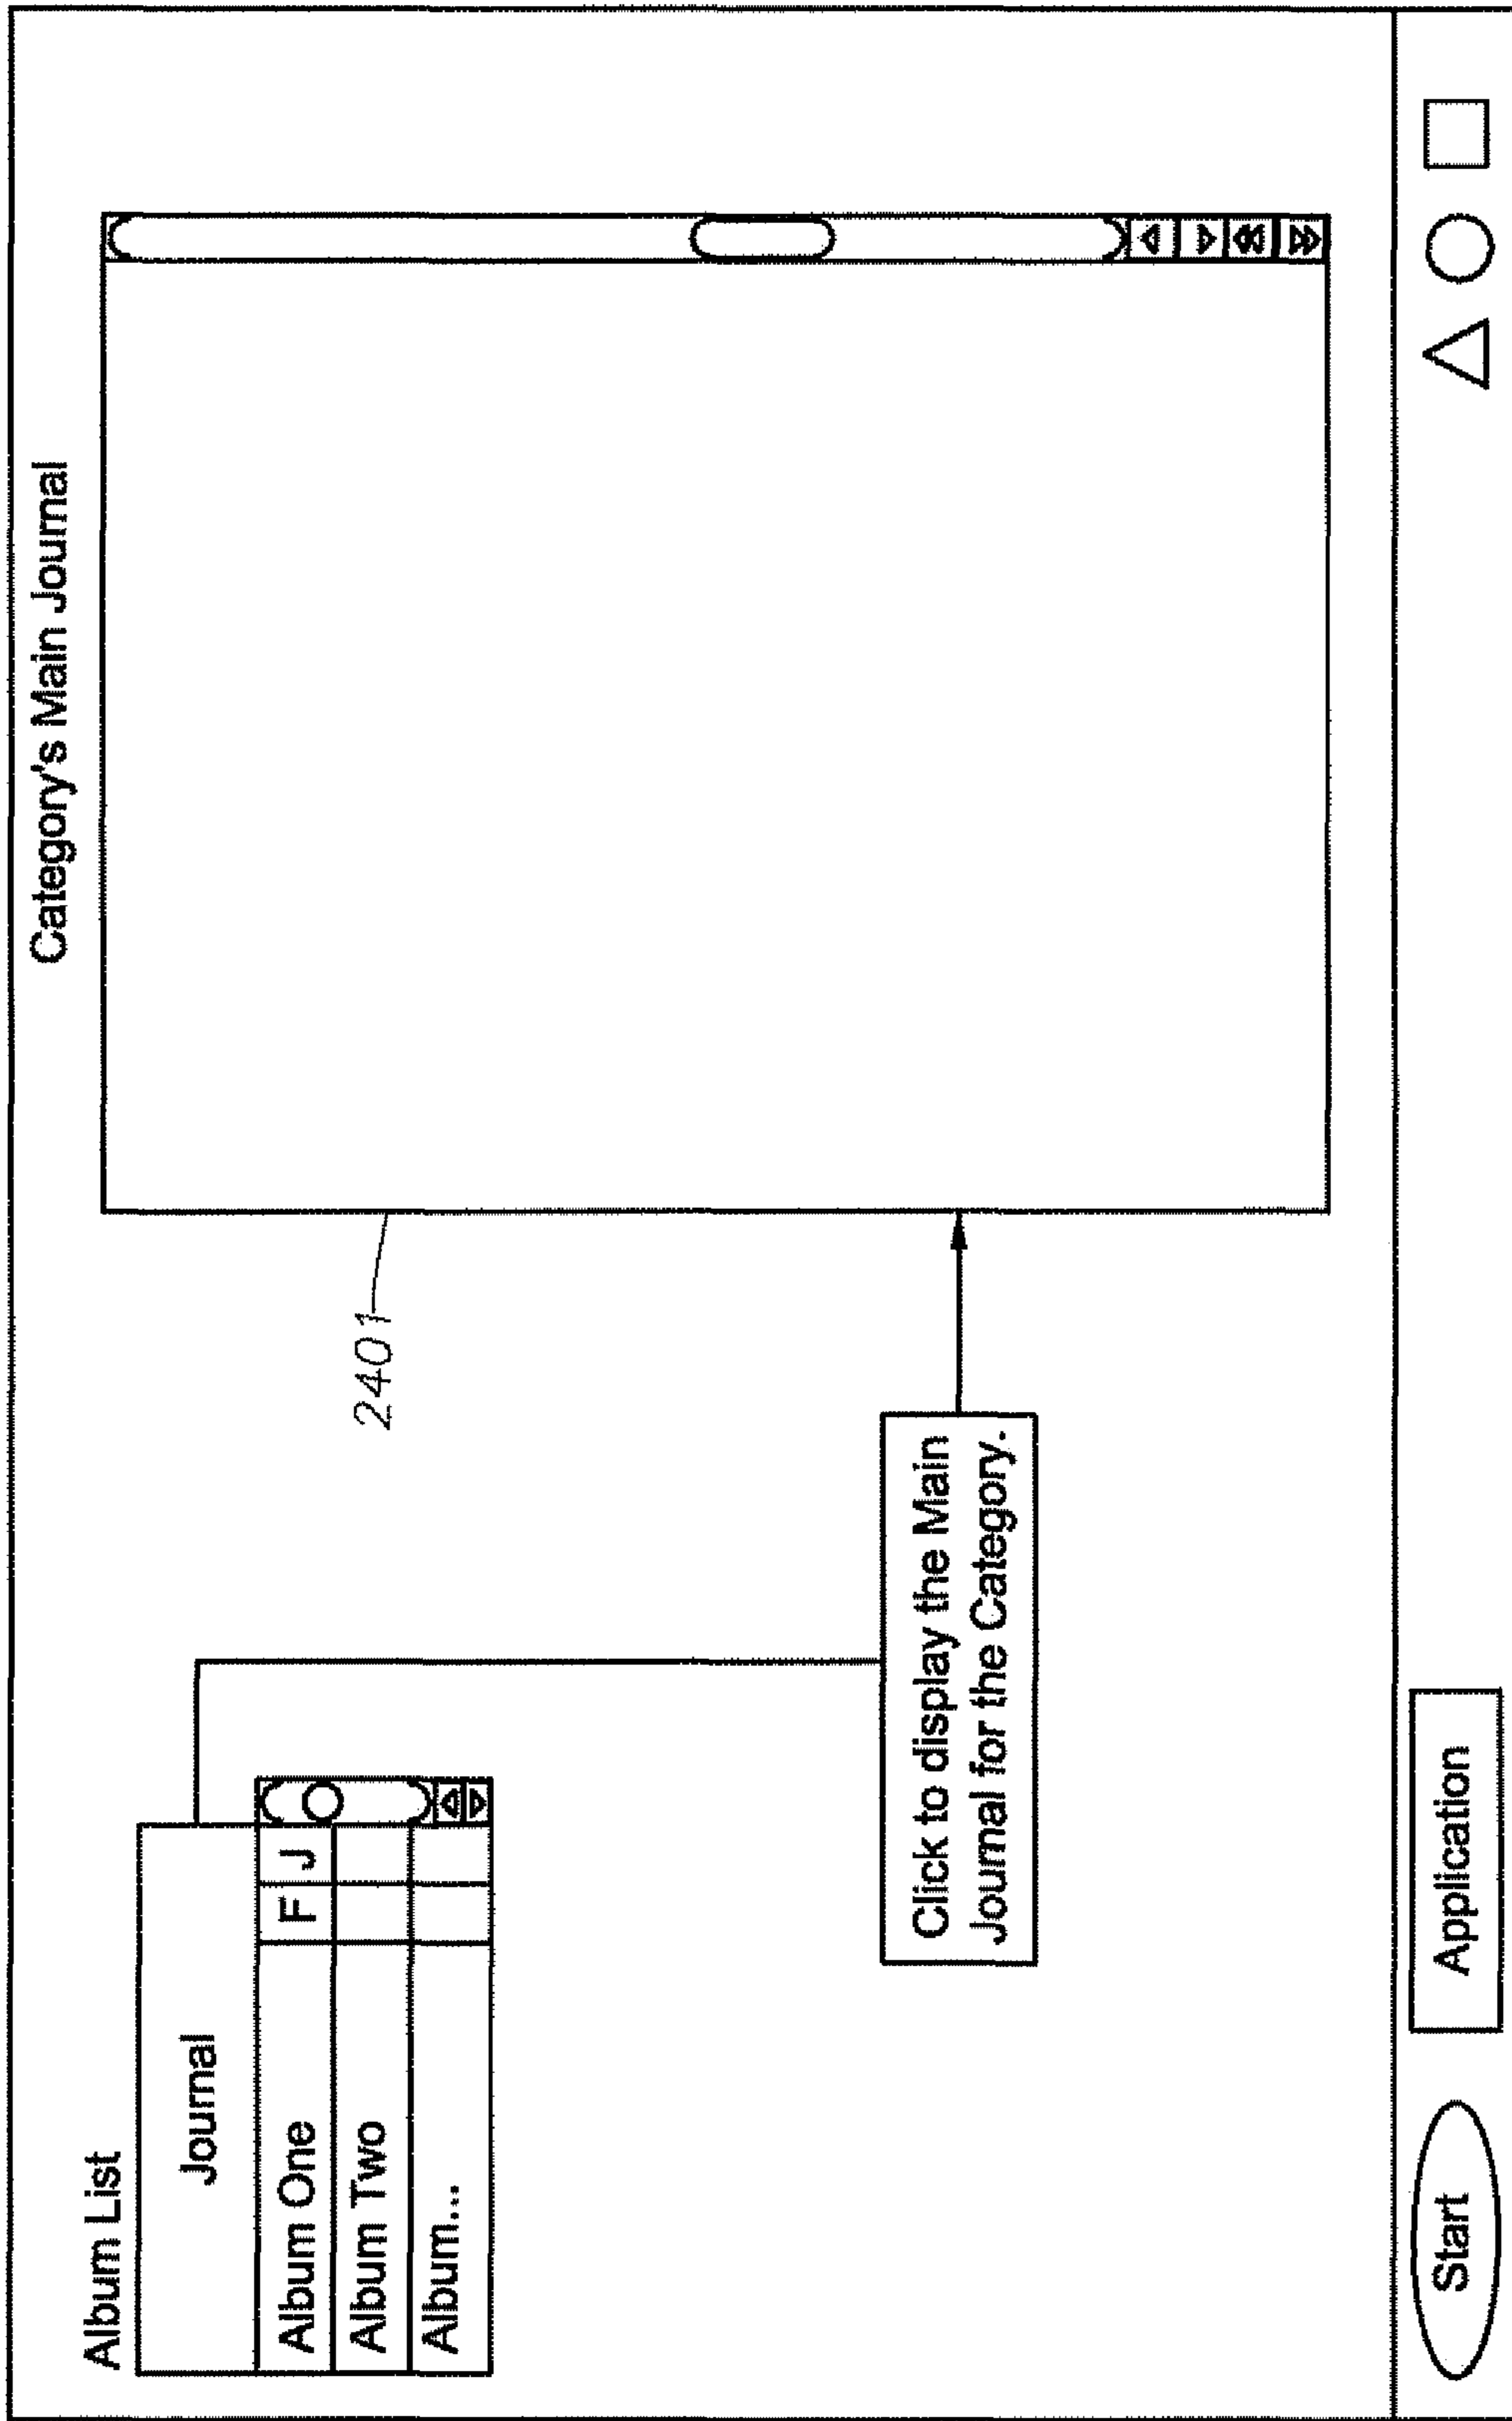 Category's Main Journal
Album List
Journal
Album One F J
Album Two
Album...
2401
Click to display the Main
Journal for the Category.
Start
Application